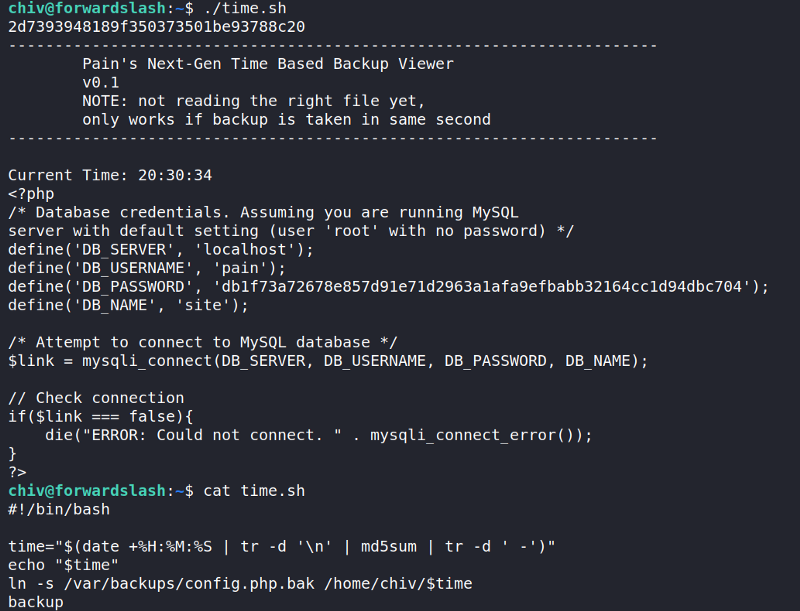 chiv@forwardslash:~$ ./time.sh
2d7393948189f350373501be93788c20
----------------------------------------------------------------------
        Pain's Next-Gen Time Based Backup Viewer
        v0.1
        NOTE: not reading the right file yet,
        only works if backup is taken in same second
----------------------------------------------------------------------

Current Time: 20:30:34
<?php
/* Database credentials. Assuming you are running MySQL
server with default setting (user 'root' with no password) */
define('DB_SERVER', 'localhost');
define('DB_USERNAME', 'pain');
define('DB_PASSWORD', 'db1f73a72678e857d91e71d2963a1afa9efbabb32164cc1d94dbc704');
define('DB_NAME', 'site');

/* Attempt to connect to MySQL database */
$link = mysqli_connect(DB_SERVER, DB_USERNAME, DB_PASSWORD, DB_NAME);

// Check connection
if($link === false){
    die("ERROR: Could not connect. " . mysqli_connect_error());
}
?>
chiv@forwardslash:~$ cat time.sh
#!/bin/bash

time="$(date +%H:%M:%S | tr -d '\n' | md5sum | tr -d ' -')"
echo "$time"
ln -s /var/backups/config.php.bak /home/chiv/$time
backup